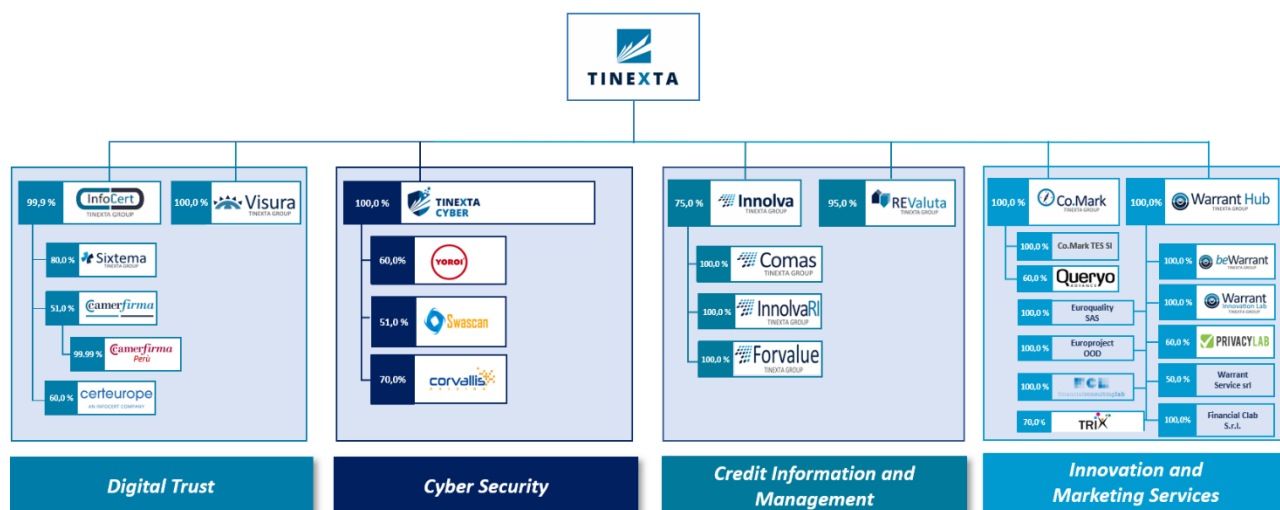 TINEXTA
99,9 %
InfoCert
TINEXTA GROUP
100,0 %
Visura
TINEXTA GROUP
80,0 %
Sixtema
TINEXTA GROUP
51,0 %
Camerfirma
99.99 %
Camerfirma
Perù
60,0 %
certeurope
AN INFOCERT COMPANY
Digital Trust
100,0 %
TINEXTA
CYBER
60,0%
YOROI
51,0 %
Swascan
70,0%
corvallis
Cyber Security
75,0 %
Innolva
TINEXTA GROUP
95,0 %
REValuta
TINEXTA GROUP
100,0 %
Comas
TINEXTA GROUP
100,0 %
InnolvaRI
TINEXTA GROUP
100,0 %
Forvalue
TINEXTA GROUP
Credit Information and
Management
100,0 %
Co.Mark
TINEXTA GROUP
100,0%
Warrant Hub
TINEXTA GROUP
100,0 %
Co.Mark TES Sl
60,0 %
Queryo
ADVANCE
100,0 %
Euroquality
SAS
100,0 %
Europroject
OOD
100,0 %
FCL
financialconsultinglab
70,0%
TRIX
100,0 %
beWarrant
TINEXTA GROUP
100,0 %
Warrant
Innovation Lab
TINEXTA GROUP
60,0 %
PRIVACYLAB
50,0 %
Warrant
Service srl
100,0%
Financial Clab
S.r.l.
Innovation and
Marketing Services